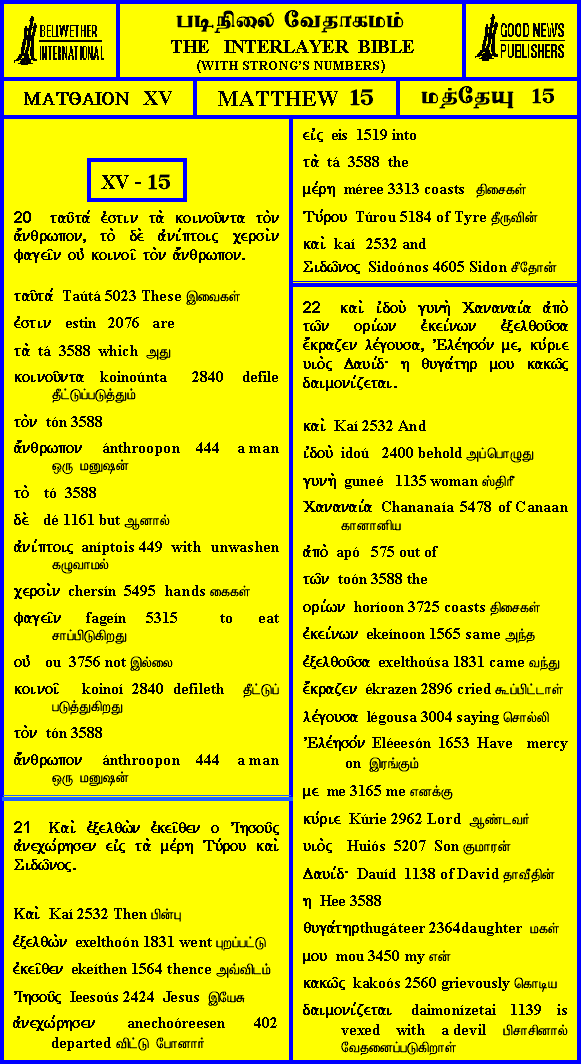 BELLWETHER
INTERNATIONAL
படிநிலை வேதாகமம்
THE INTERLAYER BIBLE
(WITH STRONG'S NUMBERS)
GOOD NEWS
PUBLISHERS
ΜΑΤΘΑΙΟΝ XV
MATTHEW 15
மத்தேயு 15
XV - 15
20 ταῦτά ἐστιν τὰ κοινοῦντα τὸν
ἄνθρωπον, τὸ δὲ ἀνίπτοις χερσὶν
φαγεῖν οὐ κοινοῖ τὸν ἄνθρωπον.
ταῦτά Taútá 5023 These இவைகள்
ἐστιν estin 2076 are
τὰ tá 3588 which அது
κοινοῦντα koinoúnta 2840 defile
தீட்டுப்படுத்தும்
τὸν tón 3588
ἄνθρωπον ánthroopon 444 a man
ஒரு மனுஷன்
τὸ tó 3588
δὲ dé 1161 but ஆனால்
ἀνίπτοις aníptois 449 with unwashen
கழுவாமல்
χερσὶν chersín 5495 hands கைகள்
φαγεῖν fageín 5315 to eat
சாப்பிடுகிறது
οὐ ou 3756 not இல்லை
κοινοῖ koinoí 2840 defileth தீட்டுப்
படுத்துகிறது
τὸν tón 3588
ἄνθρωπον ánthroopon 444 a man
ஒரு மனுஷன்
21 Καὶ ἐξελθὼν ἐκεῖθεν ο Ἰησοῦς
ἀνεχώρησεν εἰς τὰ μέρη Τύρου καὶ
Σιδῶνος.
Καὶ Kaí 2532 Then பின்பு
ἐξελθὼν exelthoón 1831 went புறப்பட்டு
ἐκεῖθεν ekeíthen 1564 thence அவ்விடம்
Ἰησοῦς Ieesoús 2424 Jesus இயேசு
ἀνεχώρησεν anechoóreesen 402
departed விட்டு போனார்
εἰς eis 1519 into
τὰ tá 3588 the
μέρη méree 3313 coasts திசைகள்
Τύρου Túrou 5184 of Tyre தீருவின்
καὶ kaí 2532 and
Σιδῶνος Sidoónos 4605 Sidon சீதோன்
22 καὶ ἰδοὺ γυνὴ Χαναναία ἀπὸ
τῶν ορίων ἐκείνων ἐξελθοῦσα
ἔκραζεν λέγουσα, Ἐλέησόν με, κύριε
υιὸς Δαυίδ· η θυγάτηρ μου κακῶς
δαιμονίζεται.
καὶ Kaí 2532 And
ἰδοὺ idoú 2400 behold அப்பொழுது
γυνὴ guneé 1135 woman ஸ்திரீ
Χαναναία Chananaía 5478 of Canaan
கானானிய
ἀπὸ apó 575 out of
τῶν toón 3588 the
ορίων horíoon 3725 coasts திசைகள்
ἐκείνων ekeínoon 1565 same அந்த
ἐξελθοῦσα exelthoúsa 1831 came வந்து
ἔκραζεν ékrazen 2896 cried கூப்பிட்டாள்
λέγουσα légousa 3004 saying சொல்லி
Ἐλέησόν Eléeesón 1653 Have mercy
on இரங்கும்
με me 3165 me எனக்கு
κύριε Kúrie 2962 Lord ஆண்டவர்
υιὸς Huiós 5207 Son குமாரன்
Δαυίδ· Dauíd 1138 of David தாவீதின்
η Hee 3588
θυγάτηρthugáteer 2364daughter மகள்
μου mou 3450 my என்
κακῶς kakoós 2560 grievously கொடிய
δαιμονίζεται daimonízetai 1139 is
vexed with a devil பிசாசினால்
வேதனைப்படுகிறாள்